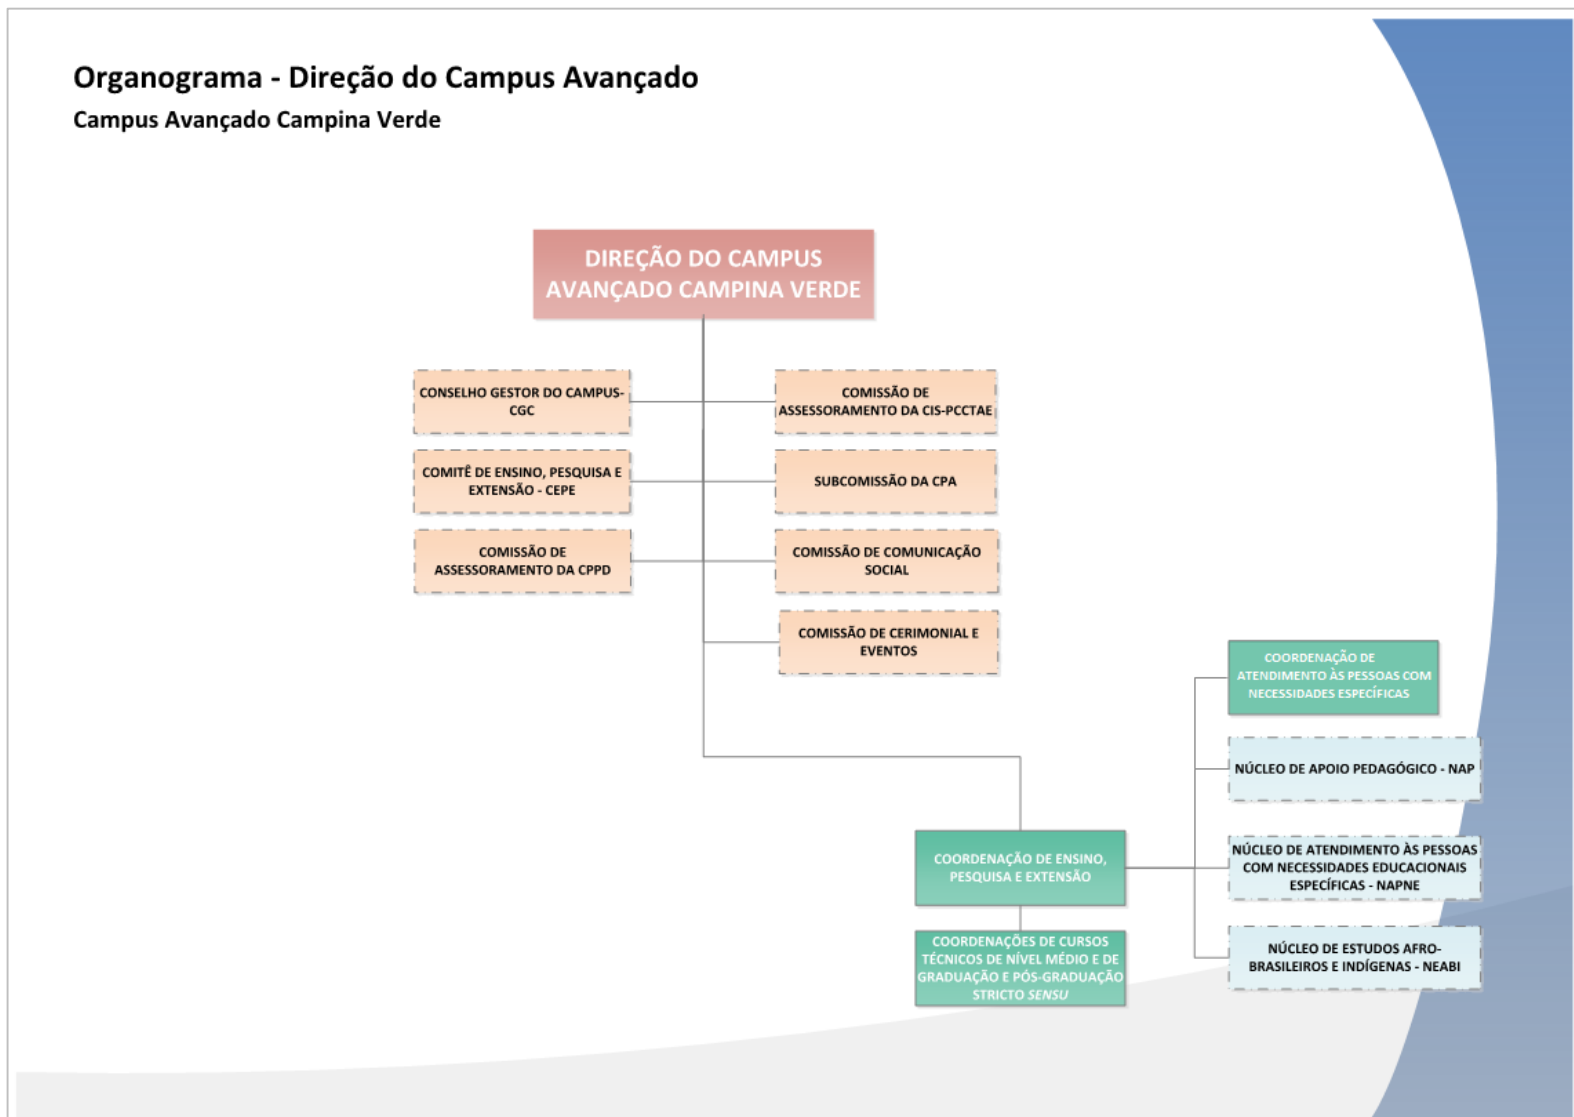 Organograma - Direção do Campus Avançado
Campus Avançado Campina Verde
DIREÇÃO DO CAMPUS
AVANÇADO CAMPINA VERDE
CONSELHO GESTOR DO CAMPUS-
CGC
COMISSÃO DE
ASSESSORAMENTO DA CIS-PCCTAE
COMITÊ DE ENSINO, PESQUISA E
EXTENSÃO - CEPE
SUBCOMISSÃO DA CPA
COMISSÃO DE
ASSESSORAMENTO DA CPPD
COMISSÃO DE COMUNICAÇÃO
SOCIAL
COMISSÃO DE CERIMONIAL E
EVENTOS
COORDENAÇÃO DE
ATENDIMENTO ÀS PESSOAS COM
NECESSIDADES ESPECÍFICAS
NÚCLEO DE APOIO PEDAGÓGICO - NAP
COORDENAÇÃO DE ENSINO,
PESQUISA E EXTENSÃO
NÚCLEO DE ATENDIMENTO ÀS PESSOAS
COM NECESSIDADES EDUCACIONAIS
ESPECÍFICAS - NAPNE
COORDENAÇÕES DE CURSOS
TÉCNICOS DE NÍVEL MÉDIO E DE
GRADUAÇÃO E PÓS-GRADUAÇÃO
STRICTO SENSU
NÚCLEO DE ESTUDOS AFRO-
BRASILEIROS E INDÍGENAS - NEABI